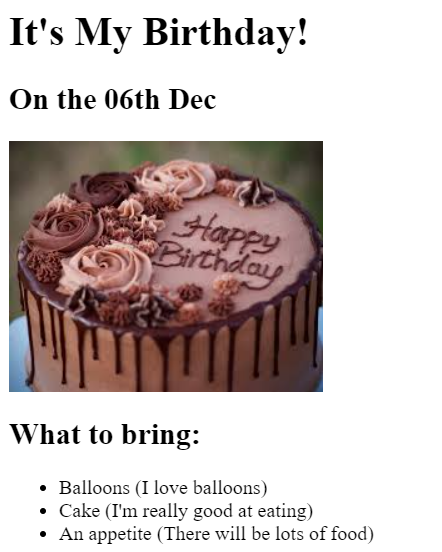 It's My Birthday!
On the 06th Dec
Happy
Birthday
What to bring:
Balloons (I love balloons)
Cake (I'm really good at eating)
An appetite (There will be lots of food)